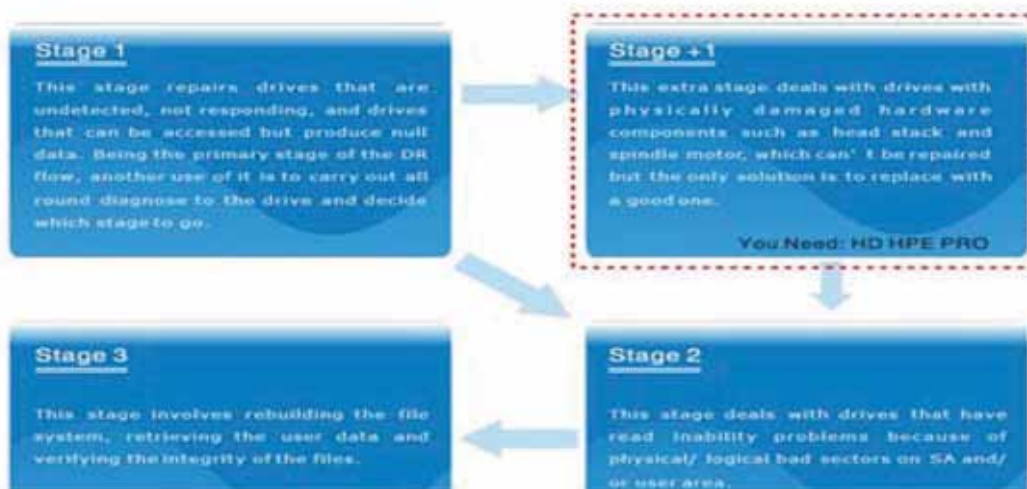 Stage 1
This stage repairs drives that are
undetected, not responding, and drives
that can be accessed but produce null
data. Being the primary stage of the DR
flow, another use of it is to carry out all
round diagnose to the drive and decide
which stage to go.
Stage +1
This extra stage deals with drives with
physically damaged hardware
components such as head stack and
spindle motor, which can' t be repaired
but the only solution is to replace with
a good one.
You Need: HD HPE PRO
Stage 2
This stage deals with drives that have
read inability problems because of
physical/ logical bad sectors on SA and/
or user area.
Stage 3
This stage involves rebuilding the file
system, retrieving the user data and
verifying the integrity of the files.